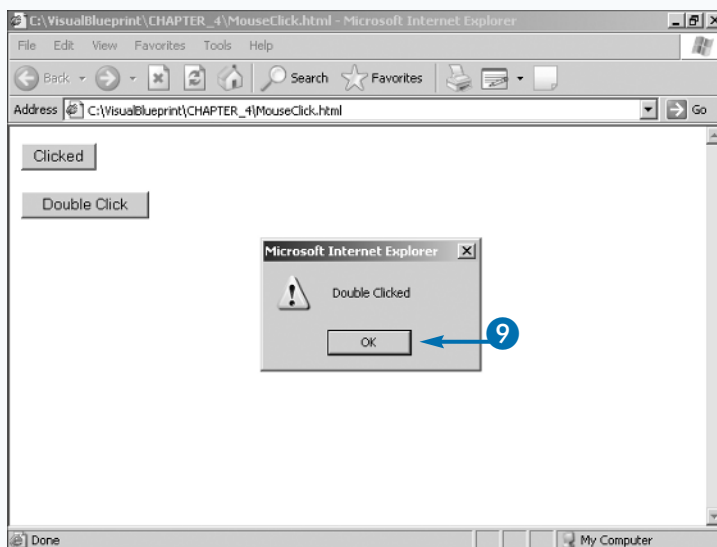 C:\VisualBlueprint\CHAPTER_4\MouseClick.html - Microsoft Internet Explorer
File Edit View Favorites Tools Help
Back Search Favorites
Address C:\VisualBlueprint\CHAPTER_4\MouseClick.html Go
Clicked
Double Click
Microsoft Internet Explorer
Double Clicked
OK
9
Done My Computer